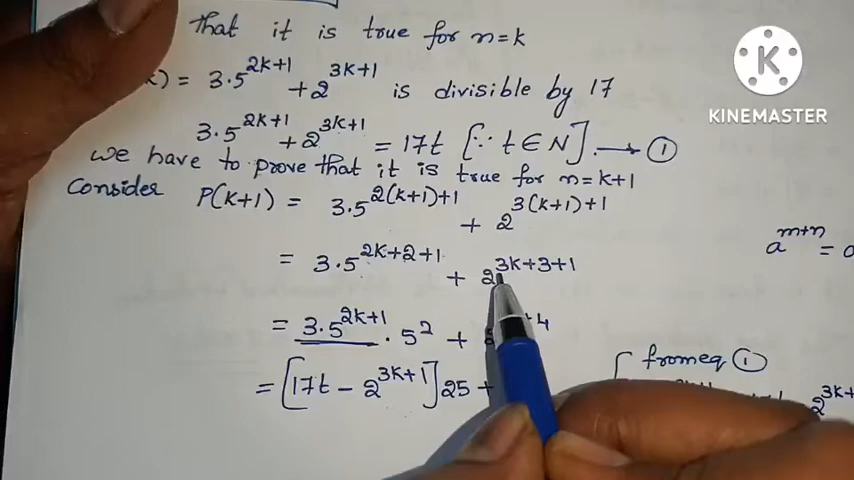 that it is true for n=k
k) = 3·5^{2k+1} + 2^{3k+1} is divisible by 17
3·5^{2k+1} + 2^{3k+1} = 17t [∵ t ∈ N]. → ①
we have to prove that it is true for n=k+1
Consider P(k+1) = 3·5^{2(k+1)+1} + 2^{3(k+1)+1}
= 3·5^{2k+2+1} + 2^{3k+3+1}
= 3·5^{2k+1} · 5^2 + +4
= [17t - 2^{3k+1}] 25 +
a^{m+n} = a
from eq ①
2^{3k+
K
KINEMASTER